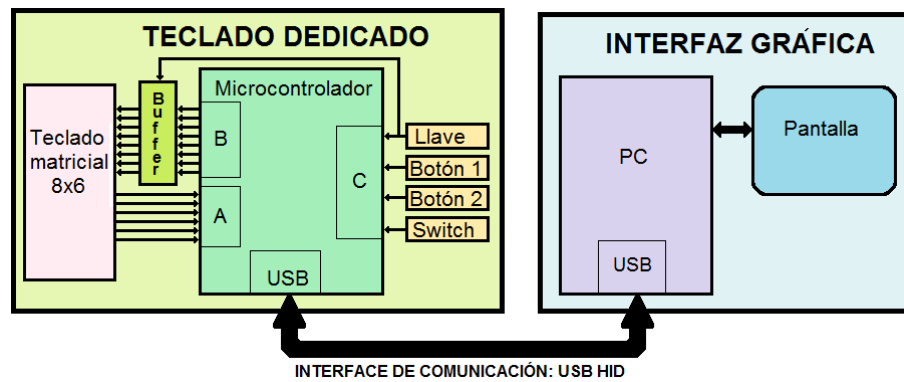 TECLADO DEDICADO
Teclado
matricial
8x6
Buffer
Microcontrolador
B
A
C
USB
Llave
Botón 1
Botón 2
Switch
INTERFAZ GRÁFICA
PC
USB
Pantalla
INTERFACE DE COMUNICACIÓN: USB HID